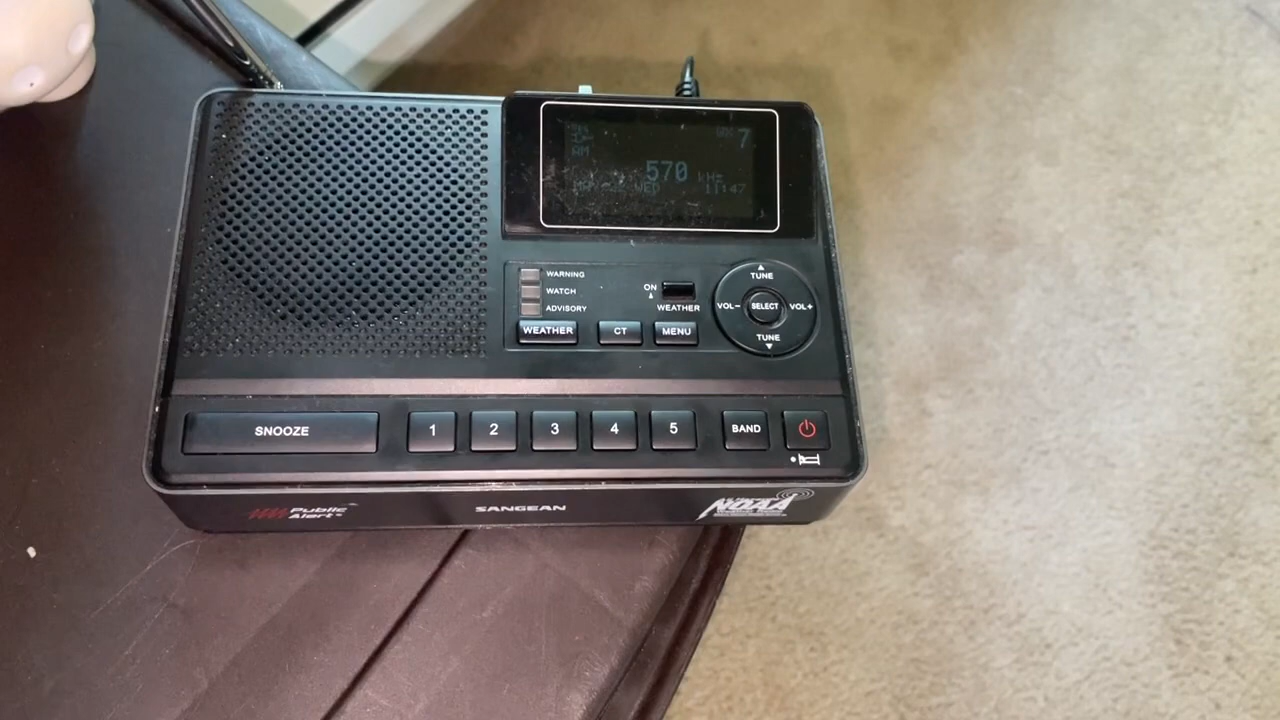 7
AM
570 kHz
WED 11:47
WARNING
WATCH
ADVISORY
WEATHER
CT
MENU
ON
WEATHER
TUNE
VOL-
SELECT
VOL+
TUNE
SNOOZE
1
2
3
4
5
BAND
Public Alert™
SANGEAN
NOAA